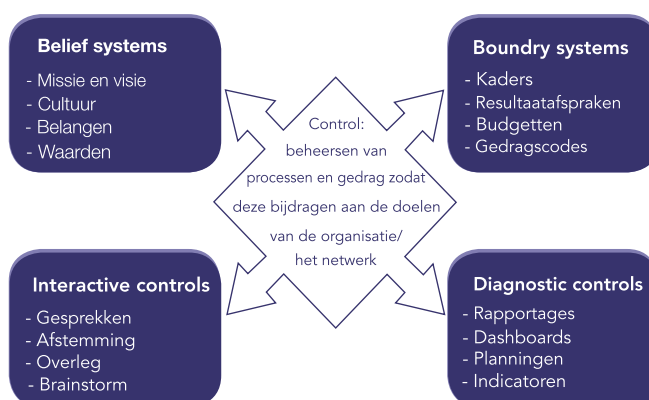 Belief systems
- Missie en visie
- Cultuur
- Belangen
- Waarden
Boundry systems
- Kaders
- Resultaatafspraken
- Budgetten
- Gedragscodes
Control:
beheersen van
processen en gedrag zodat
deze bijdragen aan de doelen
van de organisatie/
het netwerk
Interactive controls
- Gesprekken
- Afstemming
- Overleg
- Brainstorm
Diagnostic controls
- Rapportages
- Dashboards
- Planningen
- Indicatoren